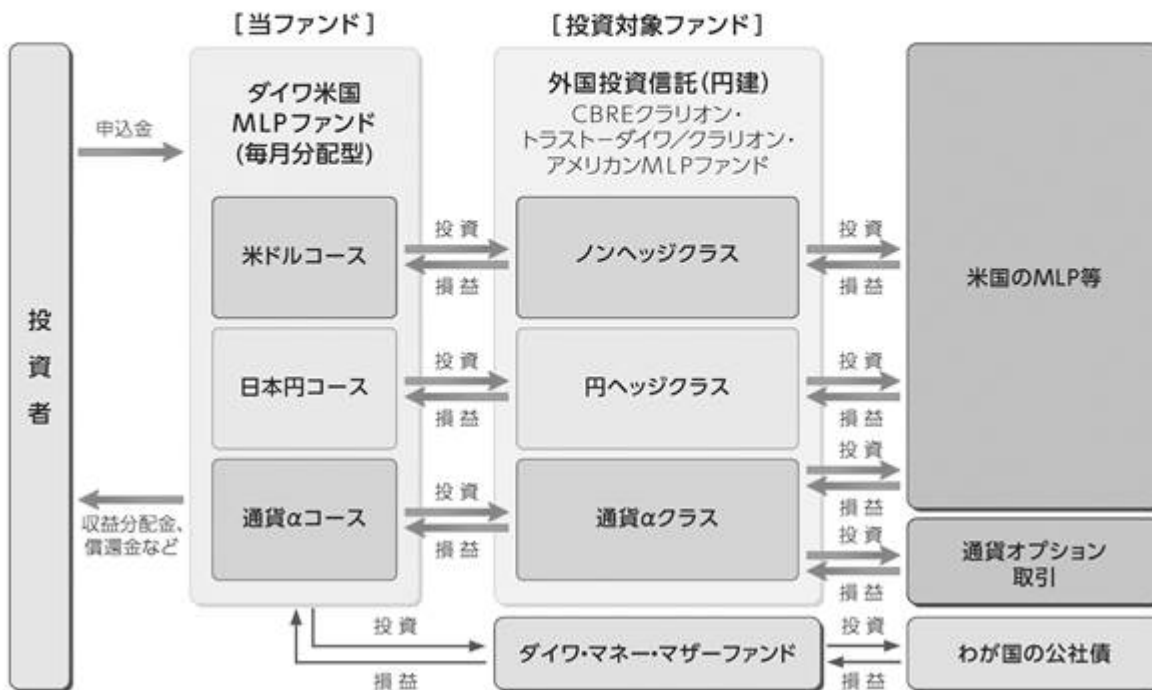 [当ファンド]
[投資対象ファンド]
投資者
申込金
収益分配金、
償還金など
ダイワ米国
MLPファンド
(毎月分配型)
米ドルコース
日本円コース
通貨αコース
投資
損益
投資
損益
投資
損益
外国投資信託(円建)
CBREクラリオン・
トラストーダイワ/クラリオン・
アメリカンMLPファンド
ノンヘッジクラス
円ヘッジクラス
通貨αクラス
投資
損益
投資
損益
投資
損益
投資
損益
米国のMLP等
通貨オプション
取引
投資
損益
ダイワ・マネー・マザーファンド
投資
損益
わが国の公社債